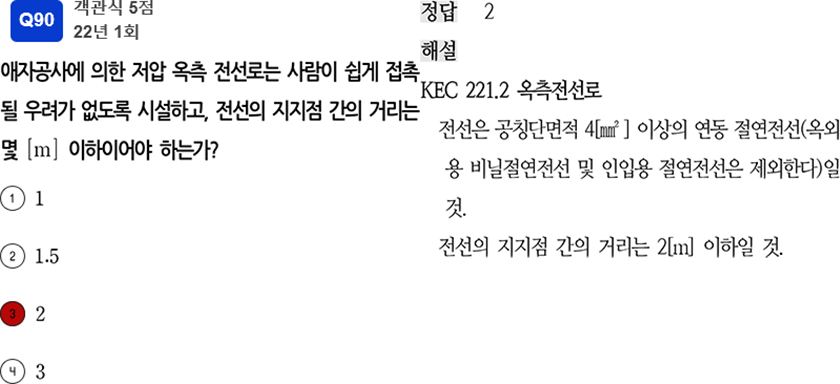 Q90
객관식 5점
22년 1회
애자공사에 의한 저압 옥측 전선로는 사람이 쉽게 접촉
될 우려가 없도록 시설하고, 전선의 지지점 간의 거리는
몇 [m] 이하이어야 하는가?
① 1
② 1.5
③ 2
④ 3
정답 2
해설
KEC 221.2 옥측전선로
전선은 공칭단면적 4[㎟] 이상의 연동 절연전선(옥외
용 비닐절연전선 및 인입용 절연전선은 제외한다)일
것.
전선의 지지점 간의 거리는 2[m] 이하일 것.